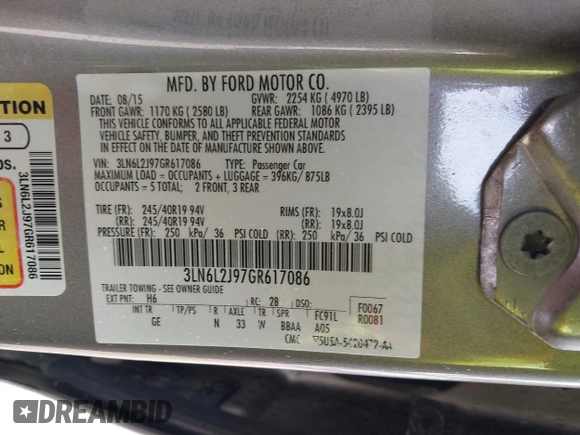 MFD. BY FORD MOTOR CO.
DATE: 08/15 GVWR: 2254 KG ( 4970 LB)
FRONT GAWR: 1170 KG ( 2580 LB) REAR GAWR: 1086 KG ( 2395 LB)
THIS VEHICLE CONFORMS TO ALL APPLICABLE FEDERAL MOTOR
VEHICLE SAFETY, BUMPER, AND THEFT PREVENTION STANDARDS
IN EFFECT ON THE DATE OF MANUFACTURE SHOWN ABOVE.
VIN: 3LN6L2J97GR617086 TYPE: Passenger Car
MAXIMUM LOAD = OCCUPANTS + LUGGAGE = 396KG/ 875LB
OCCUPANTS = 5 TOTAL; 2 FRONT, 3 REAR
TIRE (FR): 245/40R19 94V RIMS (FR): 19x8.0J
(RR): 245/40R19 94V (RR): 19x8.0J
PRESSURE (FR): 250 kPa/ 36 PSI COLD (RR) 250 kPa/ 36 PSI COLD
3LN6L2J97GR617086
TRAILER TOWING - SEE OWNER GUIDE
EXT PNT: H6 RC: 28 DSO: F0067
R0081
INT TR TP/PS R AXLE TR SPR FC91L
GE N 33 W BBAA A05
CMC
3
3LN6L2J97GR617086
DREAMBID